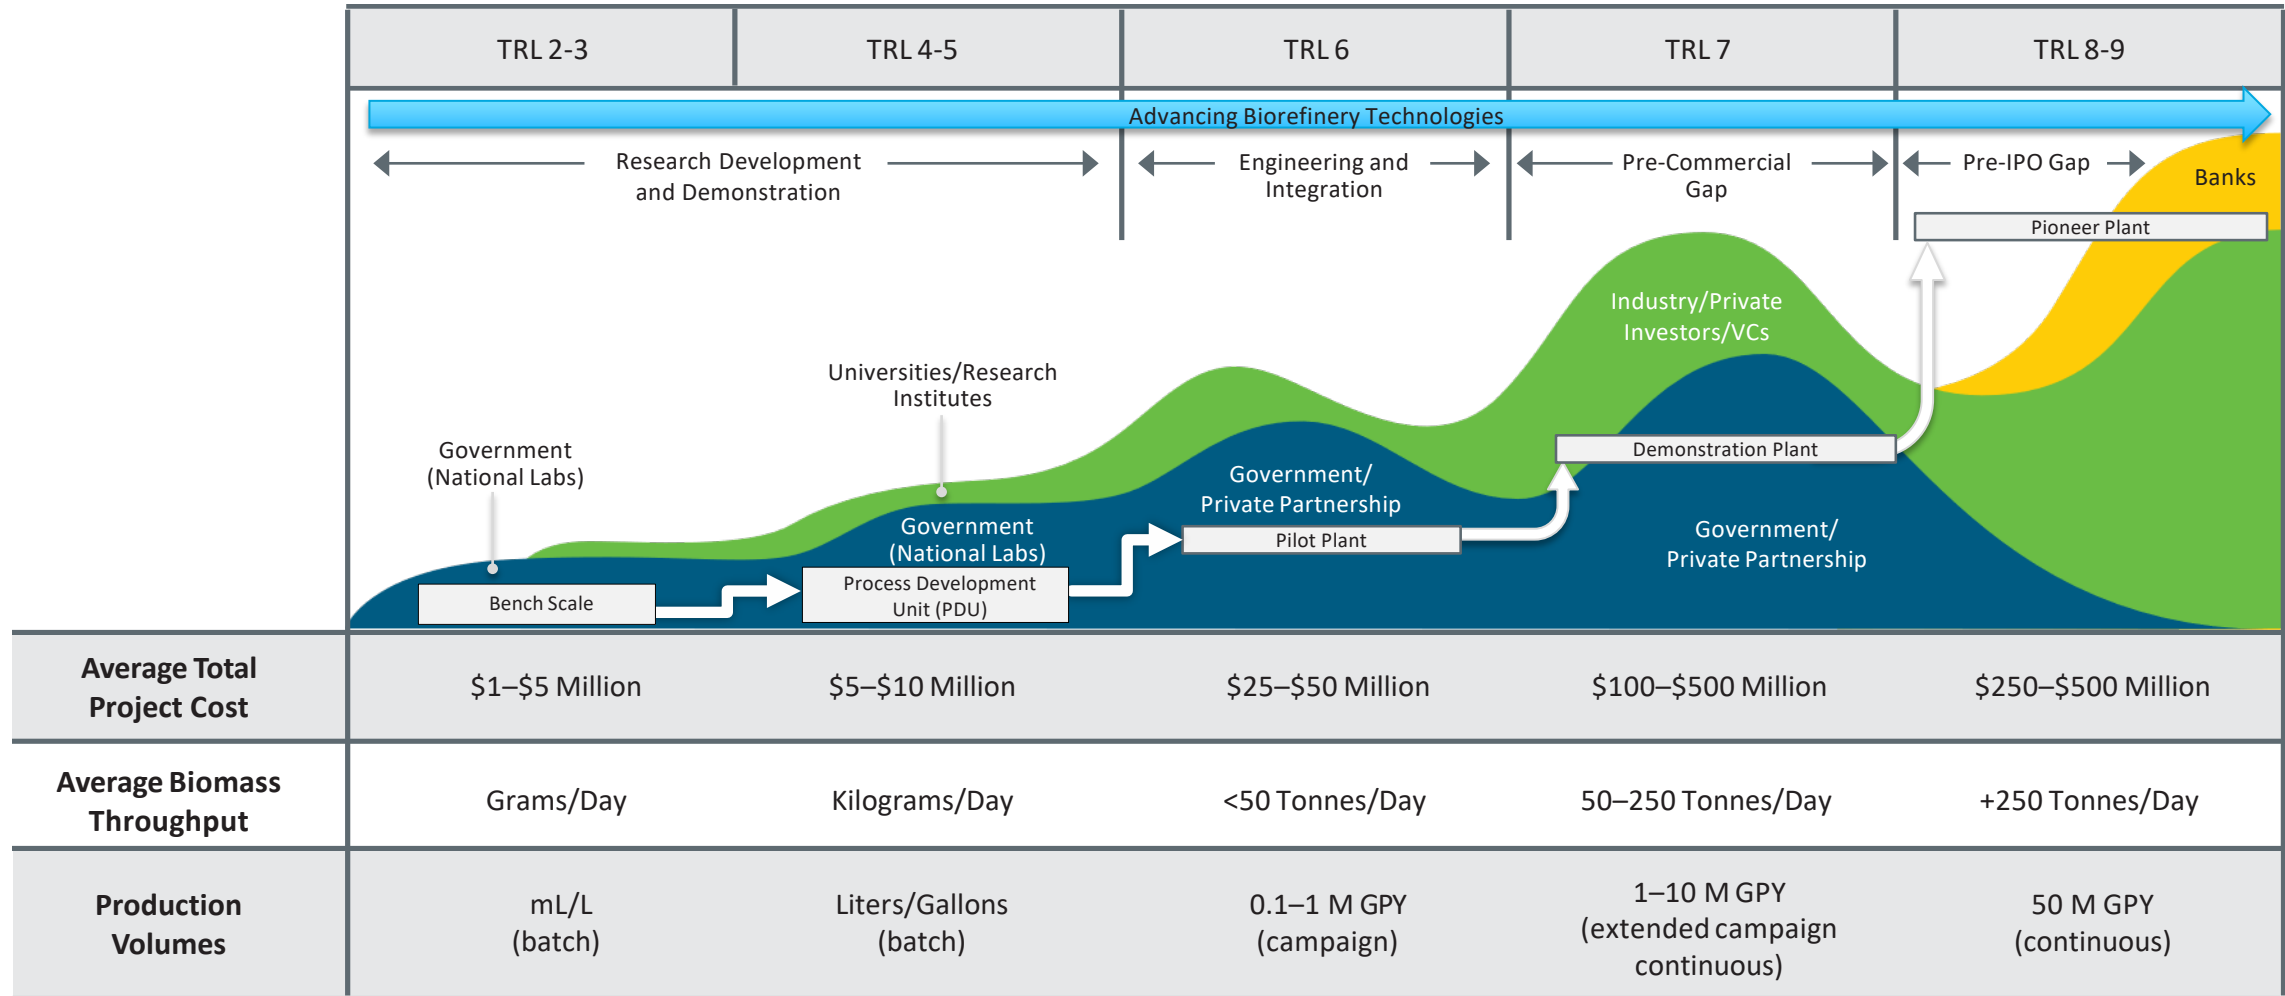 TRL 2-3
TRL 4-5
TRL 6
TRL 7
TRL 8-9
Advancing Biorefinery Technologies
Research Development
and Demonstration
Engineering and
Integration
Pre-Commercial
Gap
Pre-IPO Gap
Banks
Pioneer Plant
Industry/Private
Investors/VCs
Universities/Research
Institutes
Government
(National Labs)
Demonstration Plant
Government/
Private Partnership
Government
(National Labs)
Pilot Plant
Government/
Private Partnership
Process Development
Unit (PDU)
Bench Scale
Average Total
Project Cost
$1–$5 Million
$5–$10 Million
$25–$50 Million
$100–$500 Million
$250–$500 Million
Average Biomass
Throughput
Grams/Day
Kilograms/Day
<50 Tonnes/Day
50–250 Tonnes/Day
+250 Tonnes/Day
Production
Volumes
mL/L
(batch)
Liters/Gallons
(batch)
0.1–1 M GPY
(campaign)
1–10 M GPY
(extended campaign
continuous)
50 M GPY
(continuous)